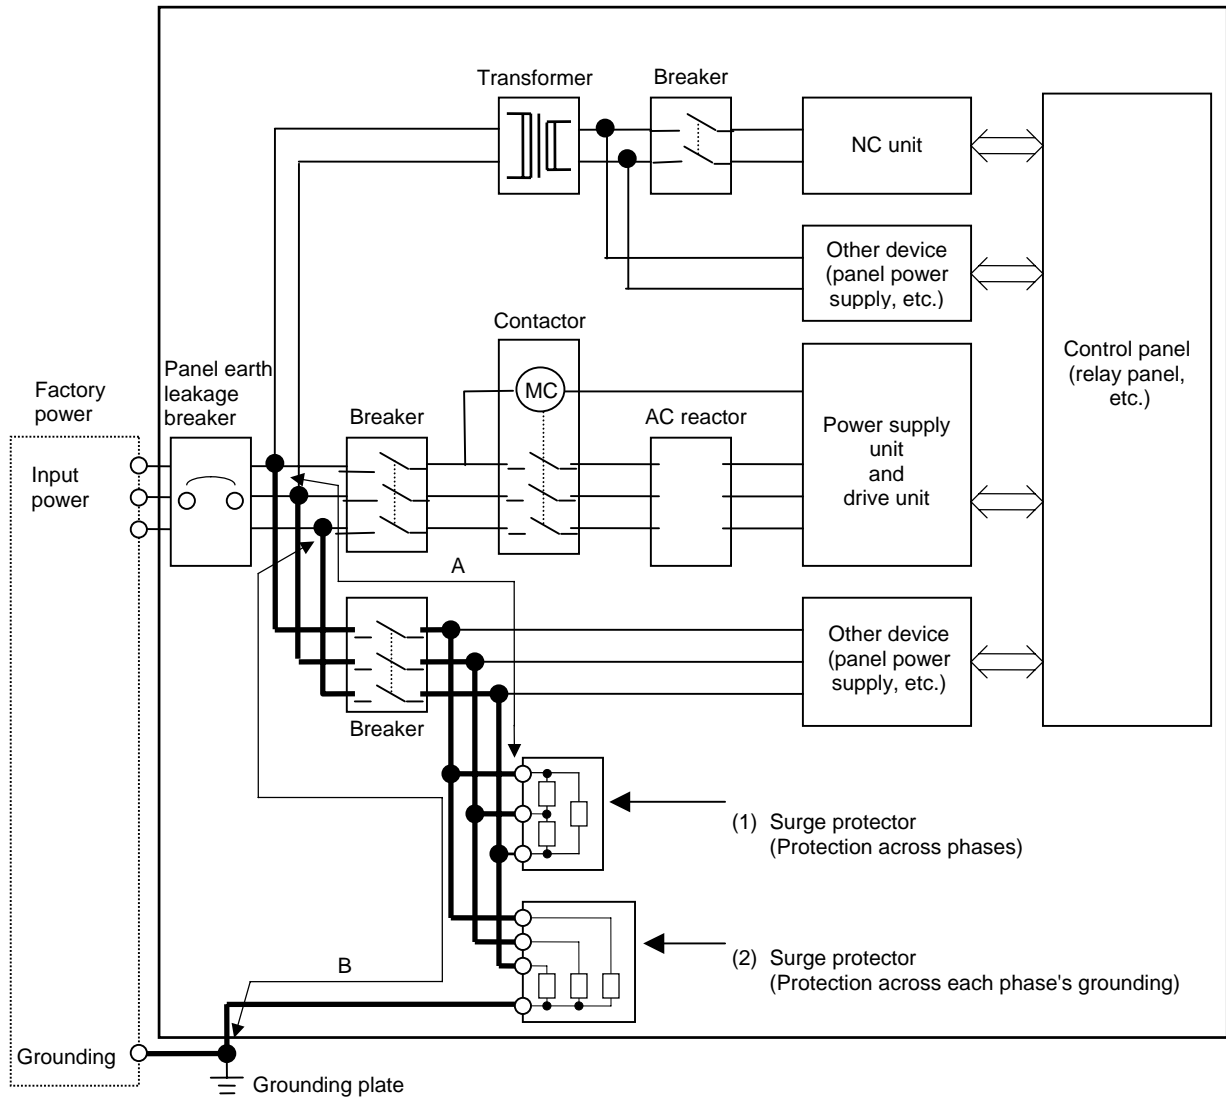 Transformer
Breaker
NC unit
Other device
(panel power
supply, etc.)
Contactor
Control panel
(relay panel,
etc.)
Factory
power
Panel earth
leakage
breaker
MC
Breaker
AC reactor
Power supply
unit
and
drive unit
Input
power
A
Other device
(panel power
supply, etc.)
Breaker
(1) Surge protector
(Protection across phases)
B
(2) Surge protector
(Protection across each phase's grounding)
Grounding
Grounding plate